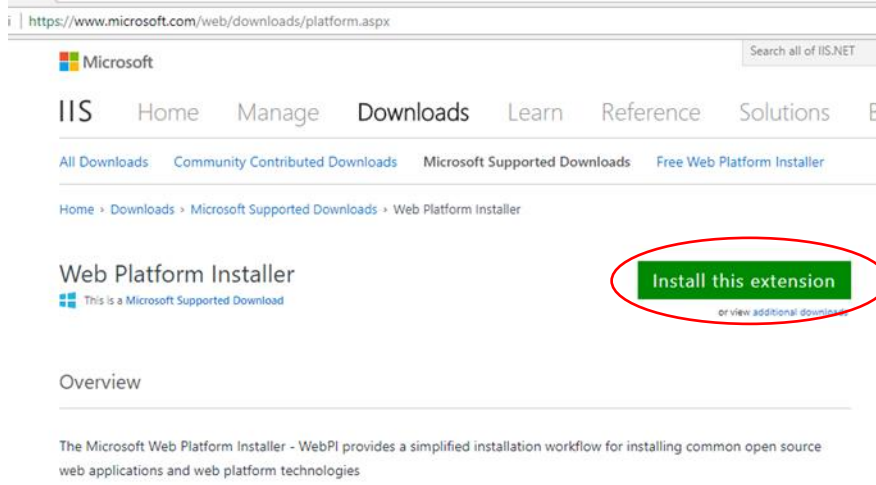 https://www.microsoft.com/web/downloads/platform.aspx
Microsoft
Search all of IIS.NET
IIS Home Manage Downloads Learn Reference Solutions
All Downloads Community Contributed Downloads Microsoft Supported Downloads Free Web Platform Installer
Home › Downloads › Microsoft Supported Downloads › Web Platform Installer
Web Platform Installer
Install this extension
This is a Microsoft Supported Download
or view additional downloads
Overview
The Microsoft Web Platform Installer - WebPI provides a simplified installation workflow for installing common open source
web applications and web platform technologies